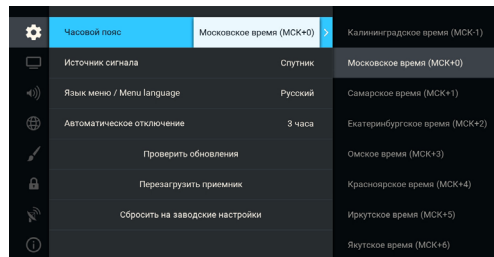 Часовой пояс Московское время (МСК+0)
Источник сигнала Спутник
Язык меню / Menu language Русский
Автоматическое отключение 3 часа
Проверить обновления
Перезагрузить приемник
Сбросить на заводские настройки
Калининградское время (МСК-1)
Московское время (МСК+0)
Самарское время (МСК+1)
Екатеринбургское время (МСК+2)
Омское время (МСК+3)
Красноярское время (МСК+4)
Иркутское время (МСК+5)
Якутское время (МСК+6)